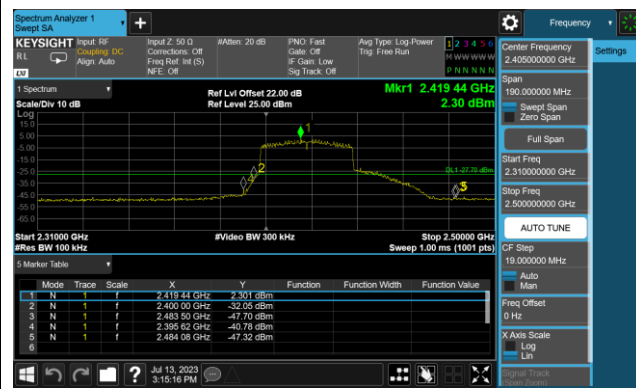 Spectrum Analyzer 1
Swept SA
Frequency
KEYSIGHT
RL
Input: RF
Coupling: DC
Align: Auto
Input Z: 50 Ω
Corrections: Off
Freq Ref: Int (S)
NFE: Off
#Atten: 20 dB
PNO: Fast
Gate: Off
IF Gain: Low
Sig Track: Off
Avg Type: Log-Power
Trig: Free Run
1 2 3 4 5 6
M W W W W W
P N N N N N
LXI
1 Spectrum
Scale/Div 10 dB
Ref Lvl Offset 22.00 dB
Ref Level 25.00 dBm
Mkr1 2.419 44 GHz
2.30 dBm
Log
15.0
5.00
-5.00
-15.0
-25.0
-35.0
-45.0
-55.0
-65.0
1
2
4
DL1 -27.70 dBm
Start 2.31000 GHz
#Res BW 100 kHz
#Video BW 300 kHz
Stop 2.50000 GHz
Sweep 1.00 ms (1001 pts)
5 Marker Table
Mode Trace Scale X Y Function Function Width Function Value
1 N 1 f 2.419 44 GHz 2.301 dBm
2 N 1 f 2.400 00 GHz -32.05 dBm
3 N 1 f 2.483 50 GHz -47.70 dBm
4 N 1 f 2.395 62 GHz -40.78 dBm
5 N 1 f 2.484 08 GHz -47.32 dBm
6
Jul 13, 2023
3:15:16 PM
Settings
Center Frequency
2.405000000 GHz
Span
190.000000 MHz
Swept Span
Zero Span
Full Span
Start Freq
2.310000000 GHz
Stop Freq
2.500000000 GHz
AUTO TUNE
CF Step
19.000000 MHz
Auto
Man
Freq Offset
0 Hz
X Axis Scale
Log
Lin
Signal Track
(Span Zoom)